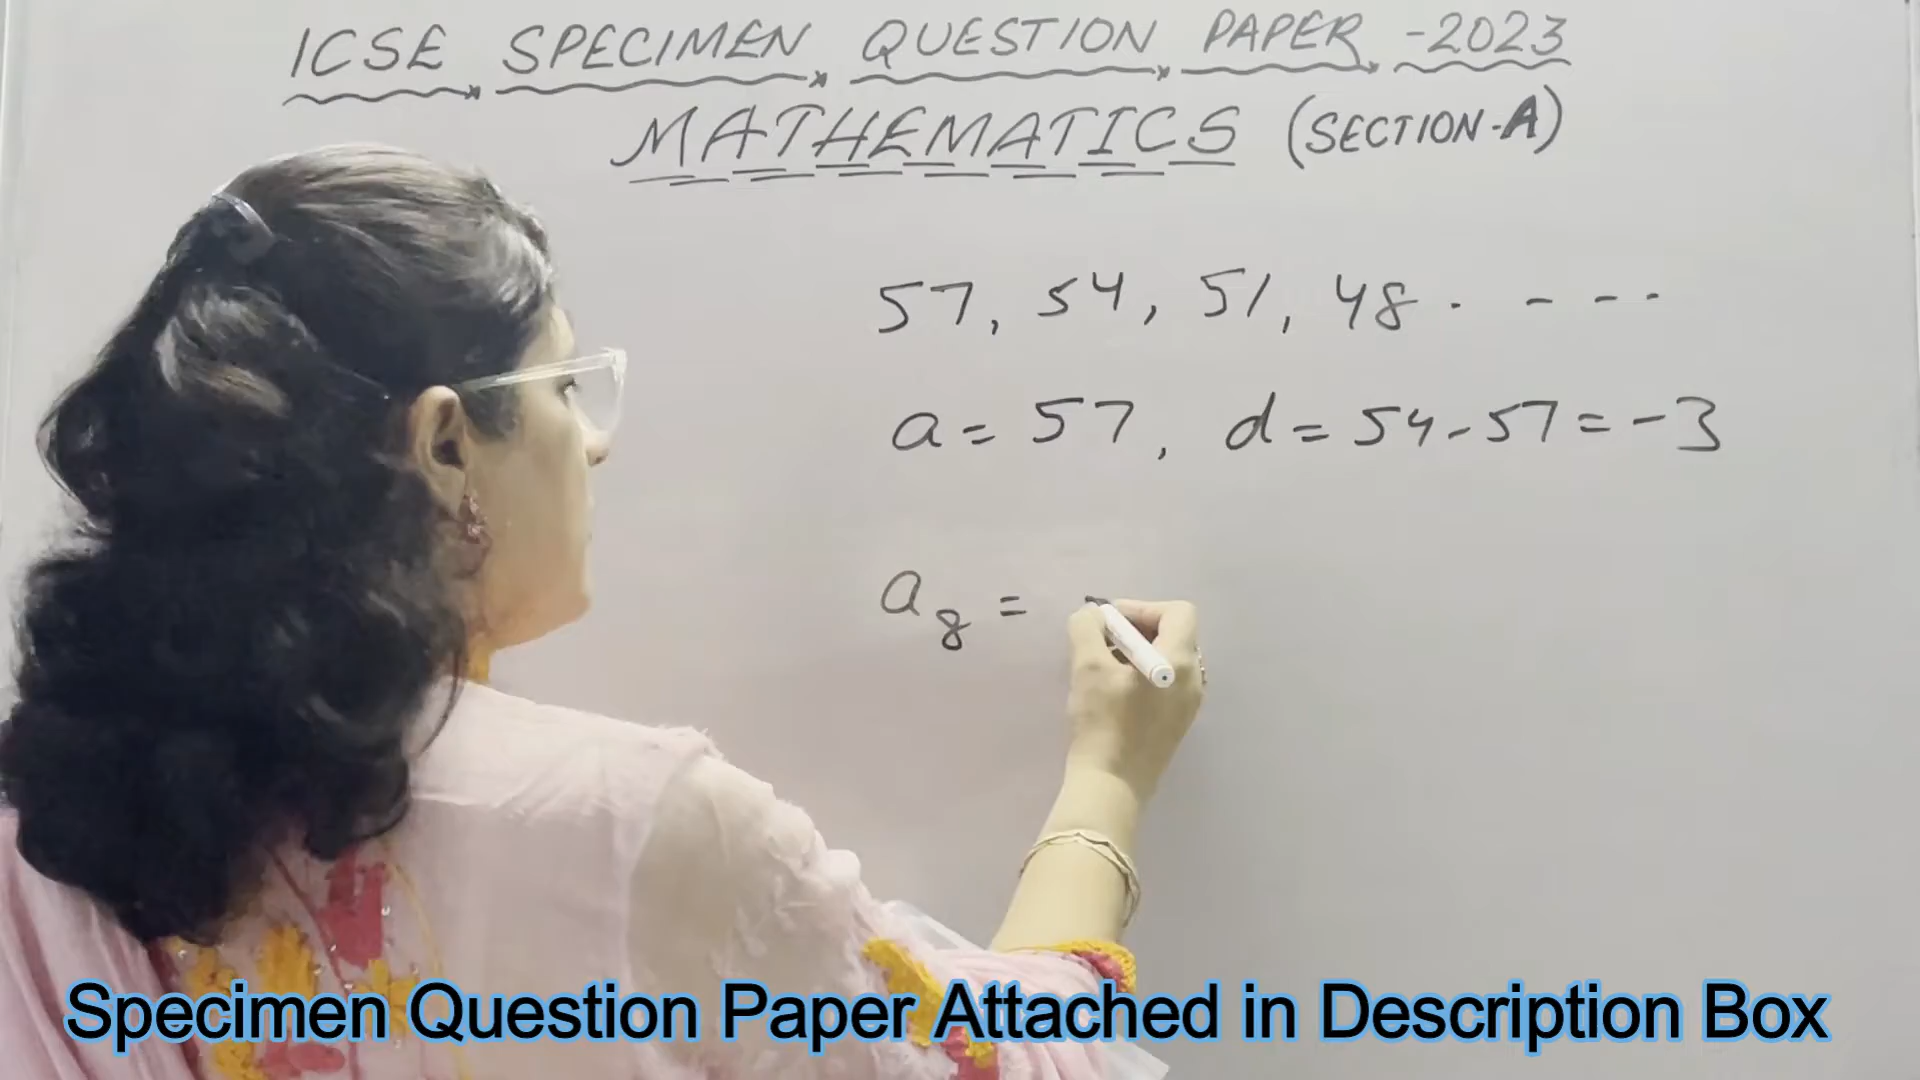 ICSE SPECIMEN QUESTION PAPER -2023
MATHEMATICS (SECTION-A)
57, 54, 51, 48 . - - - -
a = 57, d = 54 - 57 = -3
a₈ =
Specimen Question Paper Attached in Description Box